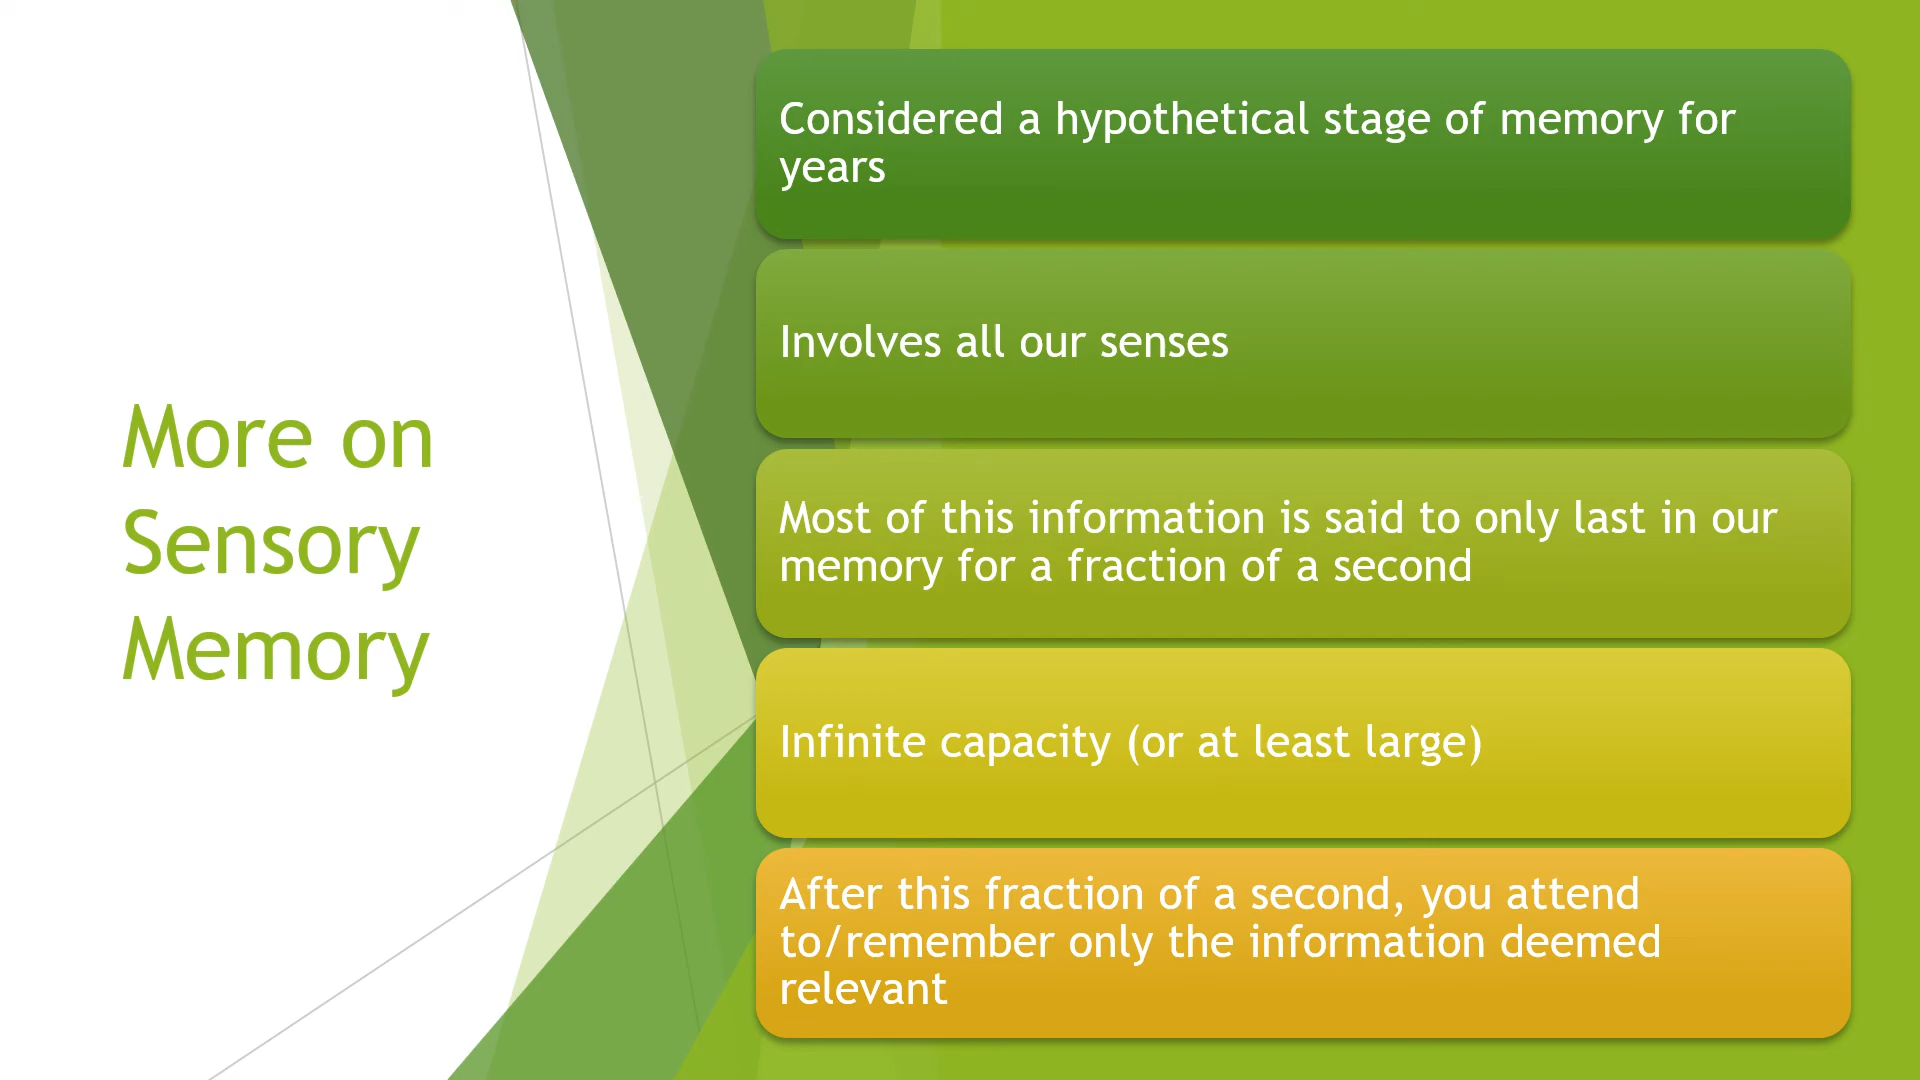 More on
Sensory
Memory
Considered a hypothetical stage of memory for
years
Involves all our senses
Most of this information is said to only last in our
memory for a fraction of a second
Infinite capacity (or at least large)
After this fraction of a second, you attend
to/remember only the information deemed
relevant